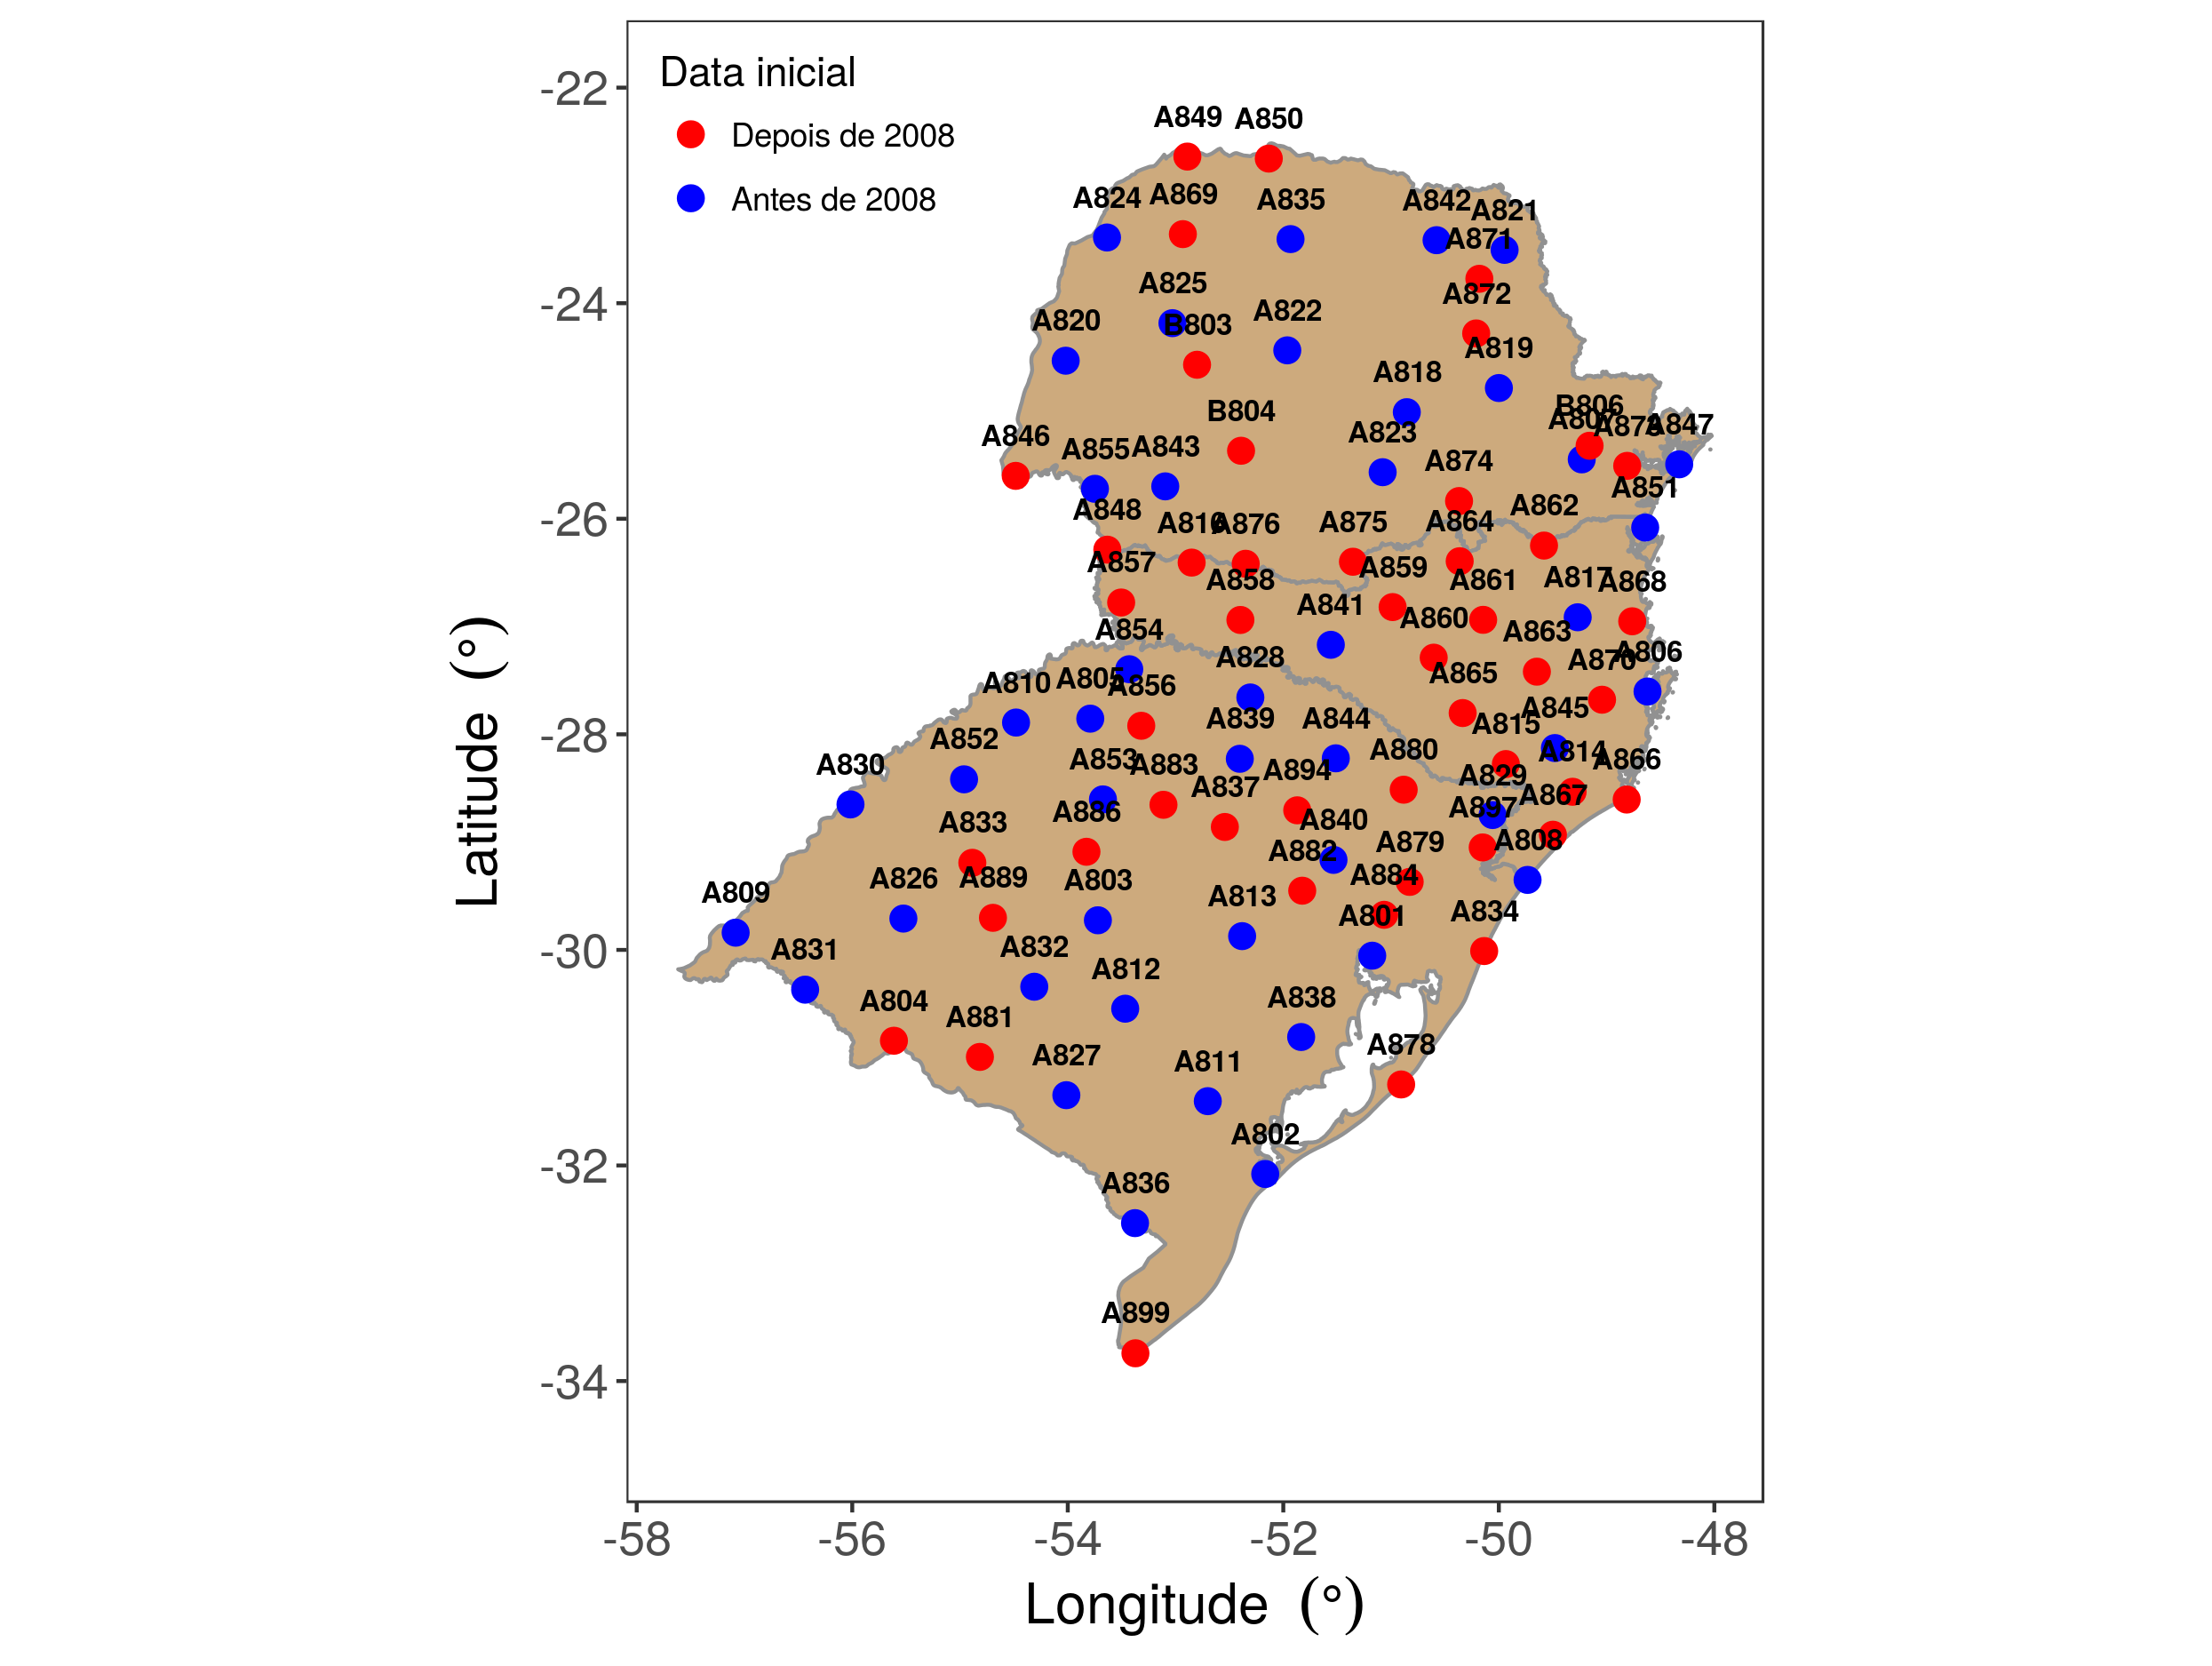 Data inicial
Depois de 2008
Antes de 2008
A849 A850
A824 A869 A835 A842 A821
A871
A825 A872
A820 B803 A822
A819
A818
B804 B806
A846 A855 A843 A823 A807 A873 A847
A874
A848 A862 A851
A816 A876 A875 A864
A857 A858 A859 A861 A817 A868
A854 A841 A860 A863
A828 A870 A806
A810 A805 A856 A865
A852 A839 A844 A815 A845
A830 A853 A883 A894 A880 A814 A866
A837 A829 A867
A833 A886 A840 A897
A882 A879 A808
A809 A826 A889 A803 A813 A884
A801 A834
A831 A832
A804 A812 A838
A881
A827 A811 A878
A802
A836
A899
-22
-24
-26
-28
-30
-32
-34
-58 -56 -54 -52 -50 -48
Longitude (°)
Latitude (°)